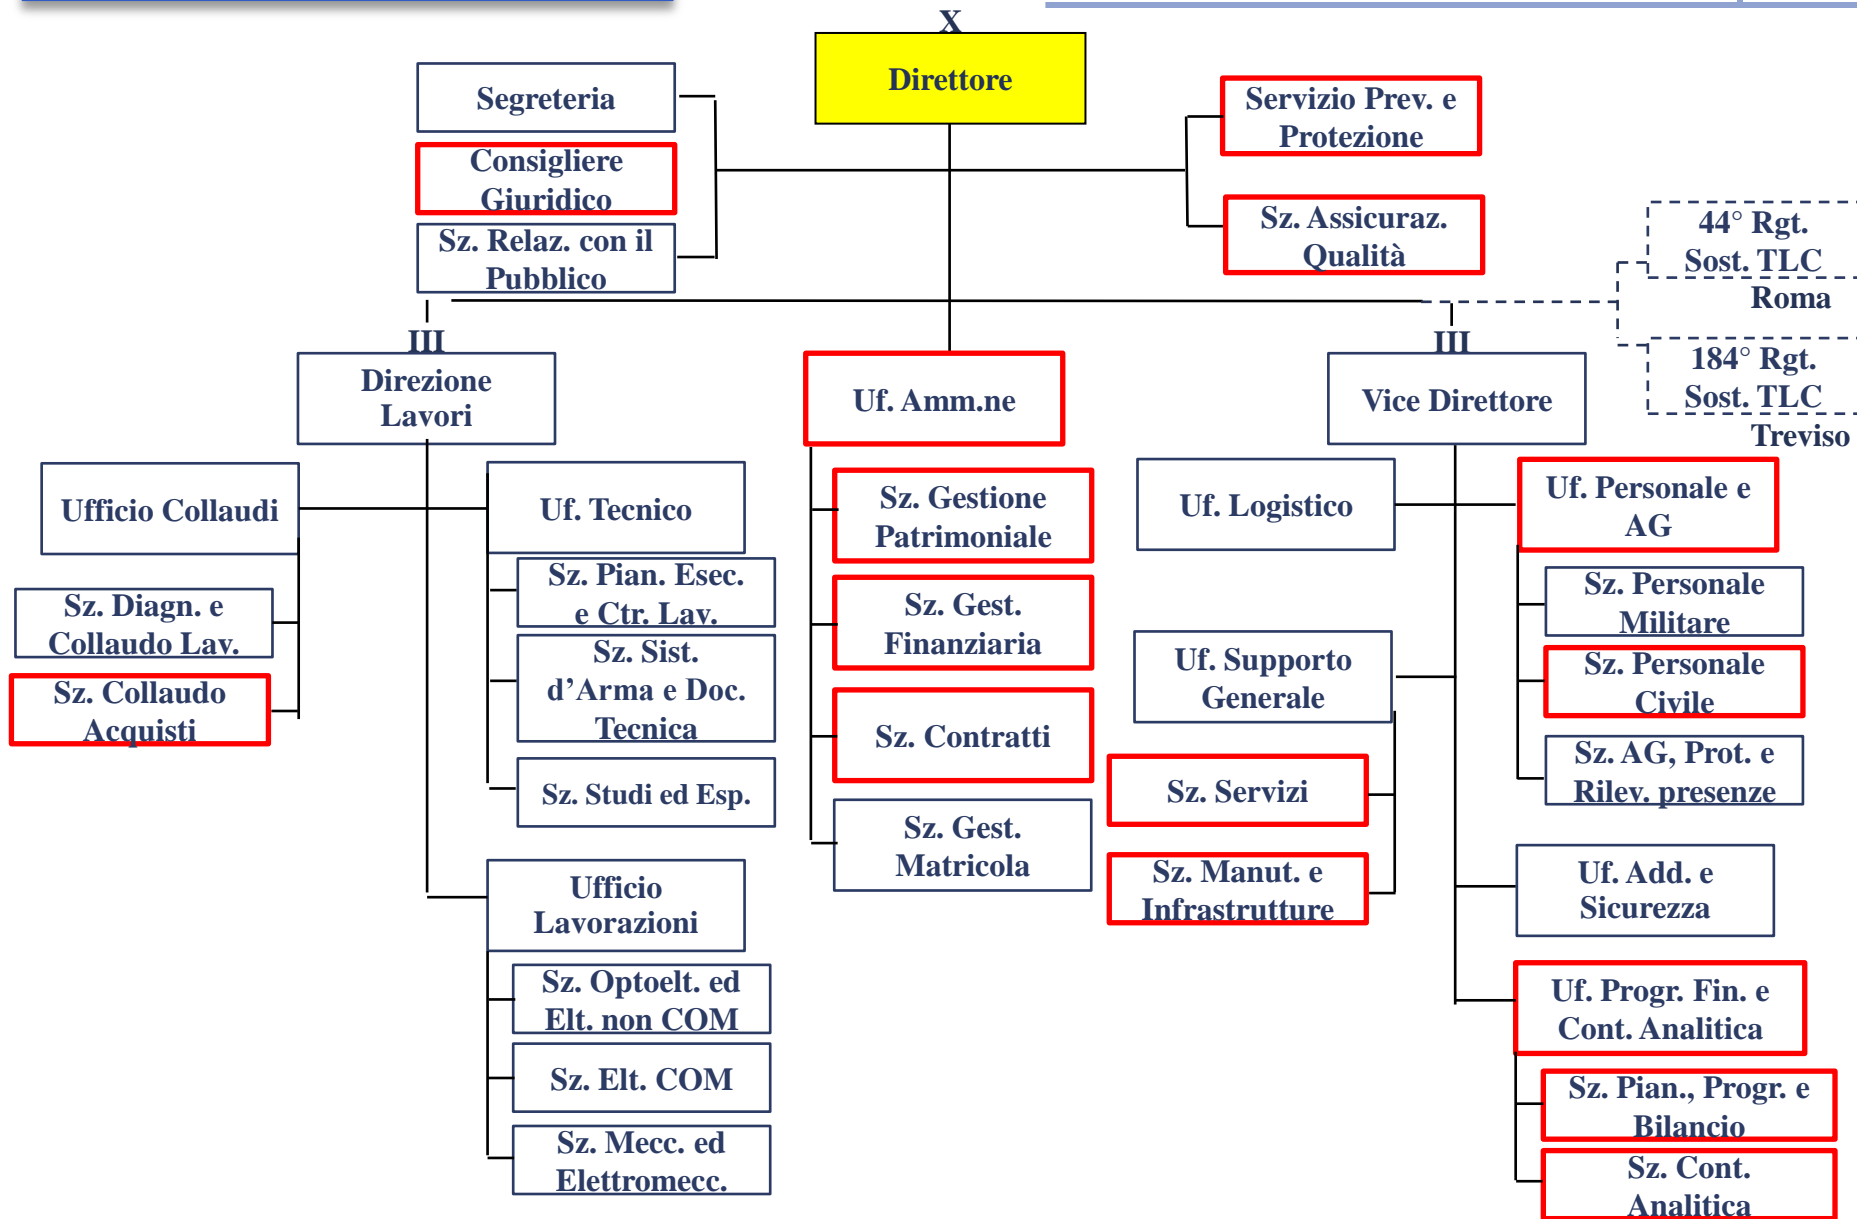 X
Direttore
Segreteria
Consigliere
Giuridico
Sz. Relaz. con il
Pubblico
Servizio Prev. e
Protezione
Sz. Assicuraz.
Qualità
44° Rgt.
Sost. TLC
Roma
184° Rgt.
Sost. TLC
Treviso
III
Direzione
Lavori
Uf. Amm.ne
III
Vice Direttore
Ufficio Collaudi
Sz. Diagn. e
Collaudo Lav.
Sz. Collaudo
Acquisti
Uf. Tecnico
Sz. Pian. Esec.
e Ctr. Lav.
Sz. Sist.
d’Arma e Doc.
Tecnica
Sz. Studi ed Esp.
Ufficio
Lavorazioni
Sz. Optoelt. ed
Elt. non COM
Sz. Elt. COM
Sz. Mecc. ed
Elettromecc.
Sz. Gestione
Patrimoniale
Sz. Gest.
Finanziaria
Sz. Contratti
Sz. Gest.
Matricola
Uf. Logistico
Uf. Supporto
Generale
Sz. Servizi
Sz. Manut. e
Infrastrutture
Uf. Personale e
AG
Sz. Personale
Militare
Sz. Personale
Civile
Sz. AG, Prot. e
Rilev. presenze
Uf. Add. e
Sicurezza
Uf. Progr. Fin. e
Cont. Analitica
Sz. Pian., Progr. e
Bilancio
Sz. Cont.
Analitica